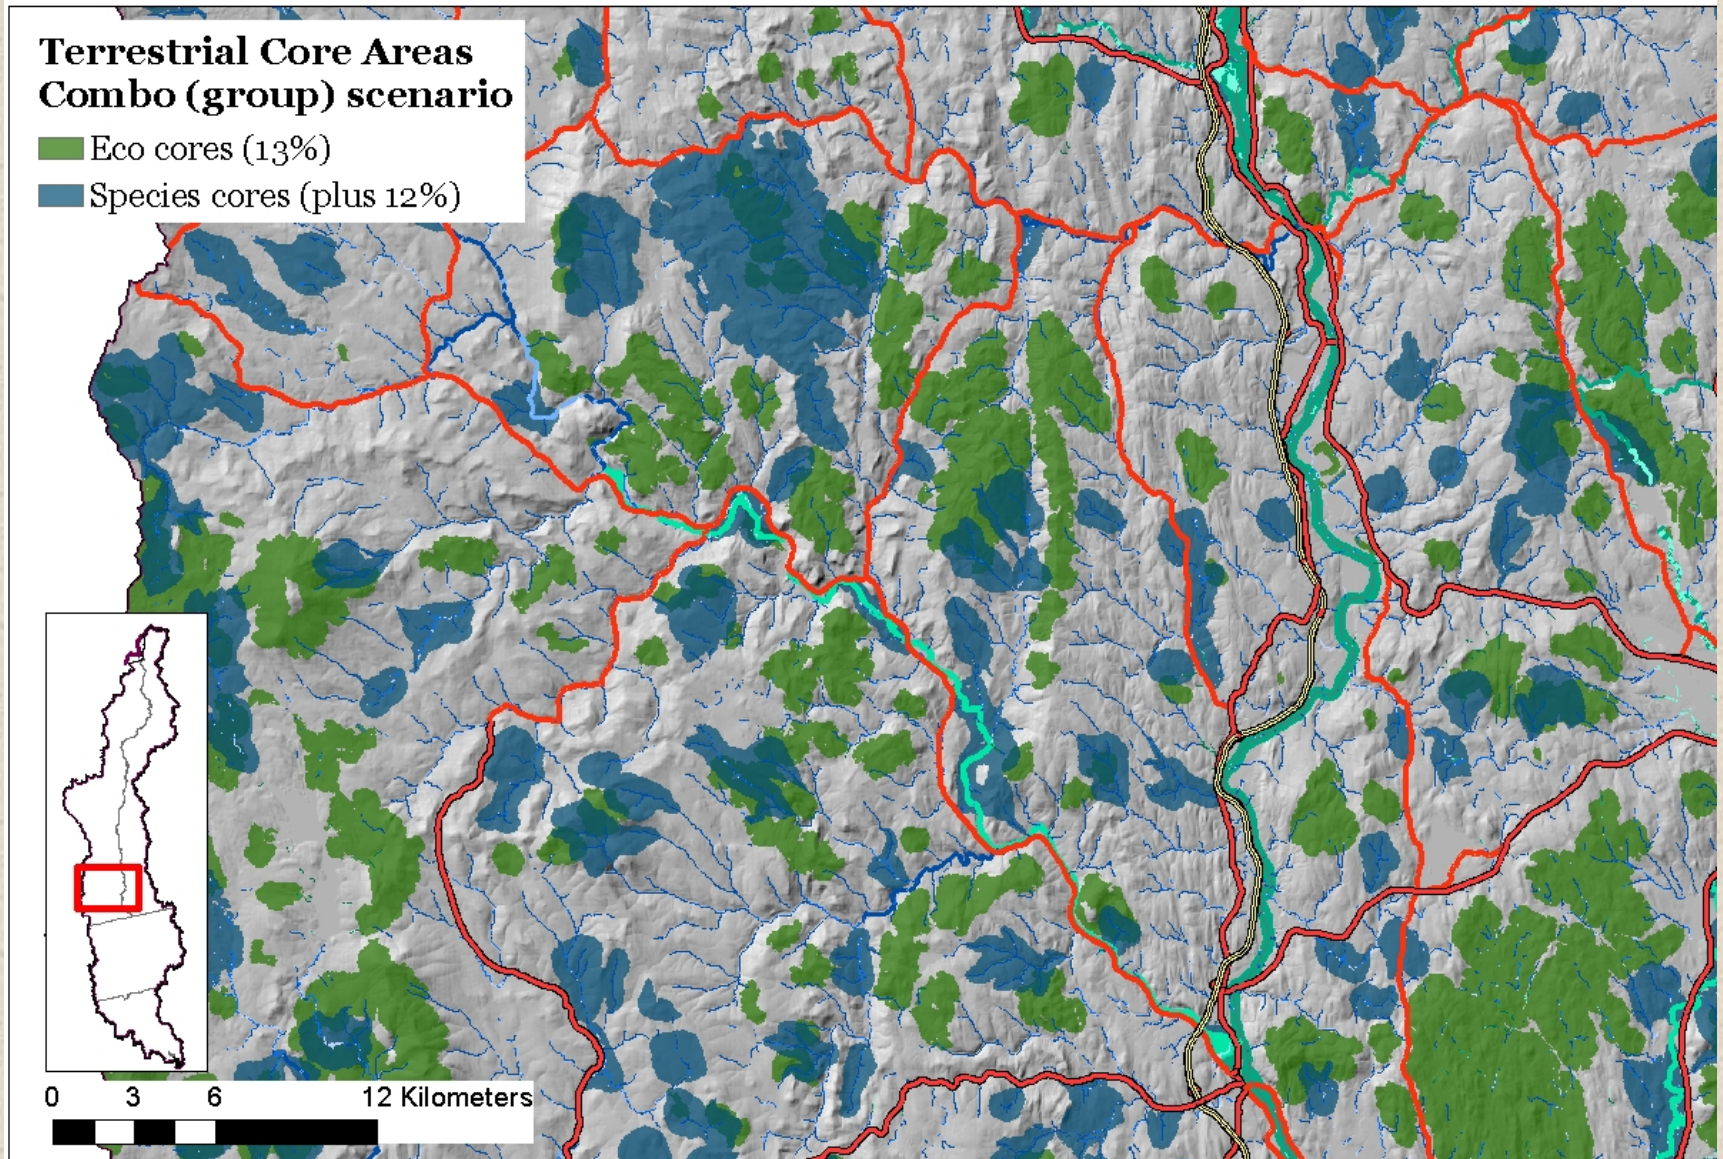 Terrestrial Core Areas
Combo (group) scenario
Eco cores (13%)
Species cores (plus 12%)
0 3 6 12 Kilometers